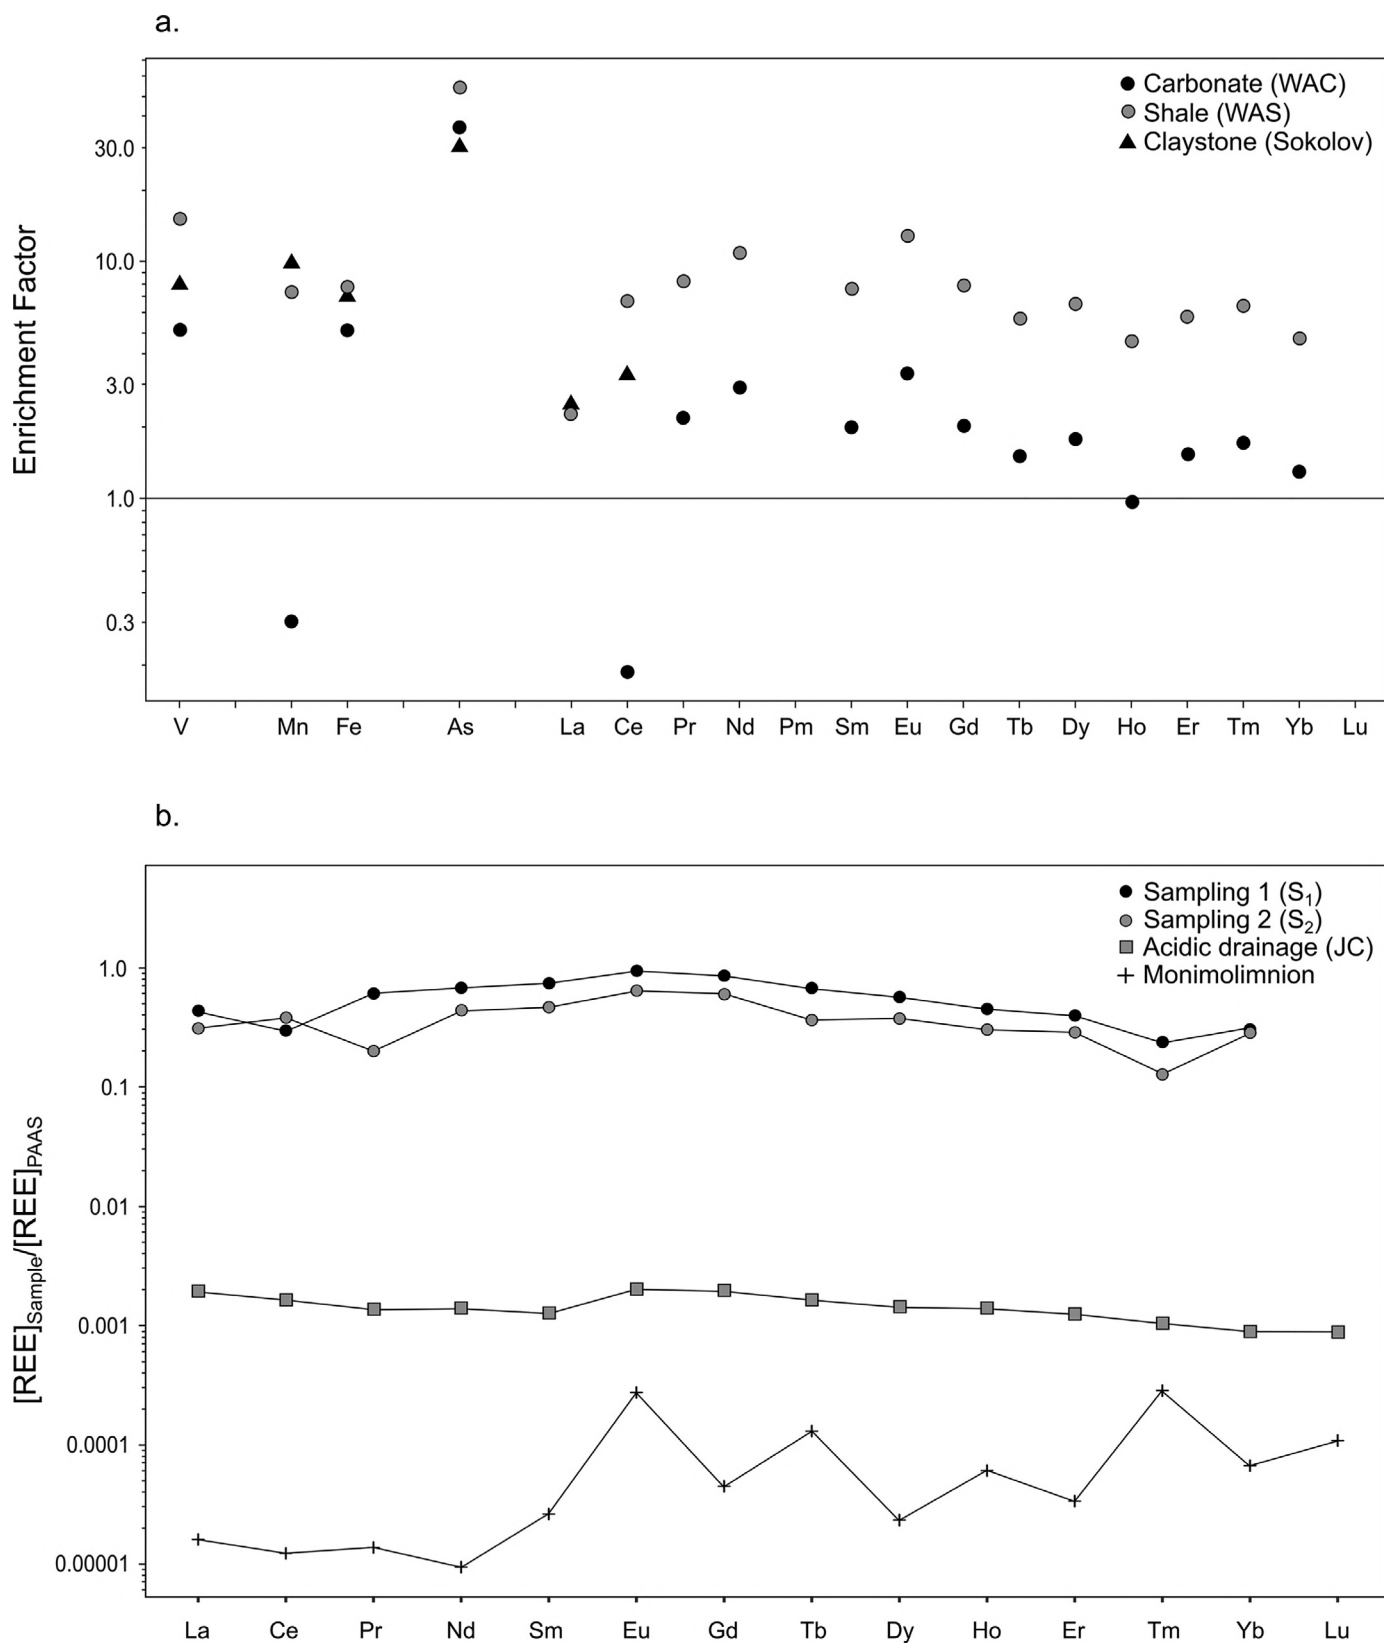 a.
Carbonate (WAC)
Shale (WAS)
Claystone (Sokolov)
Enrichment Factor
30.0
10.0
3.0
1.0
0.3
V Mn Fe As La Ce Pr Nd Pm Sm Eu Gd Tb Dy Ho Er Tm Yb Lu
b.
Sampling 1 (S₁)
Sampling 2 (S₂)
Acidic drainage (JC)
Monimolimnion
[REE]Sample/[REE]PAAS
1.0
0.1
0.01
0.001
0.0001
0.00001
La Ce Pr Nd Sm Eu Gd Tb Dy Ho Er Tm Yb Lu